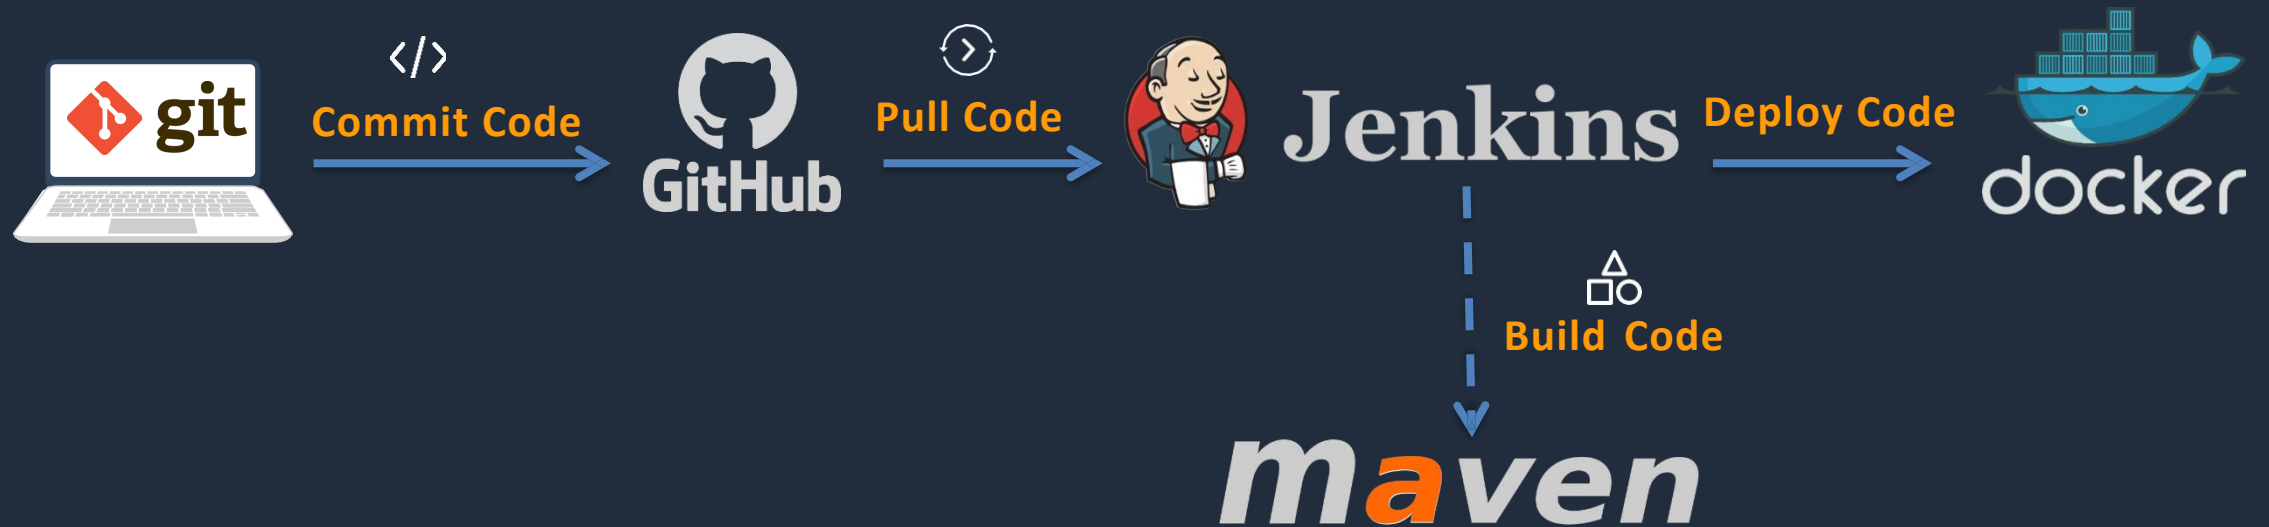 git
Commit Code
GitHub
Pull Code
Jenkins
Deploy Code
docker
Build Code
maven